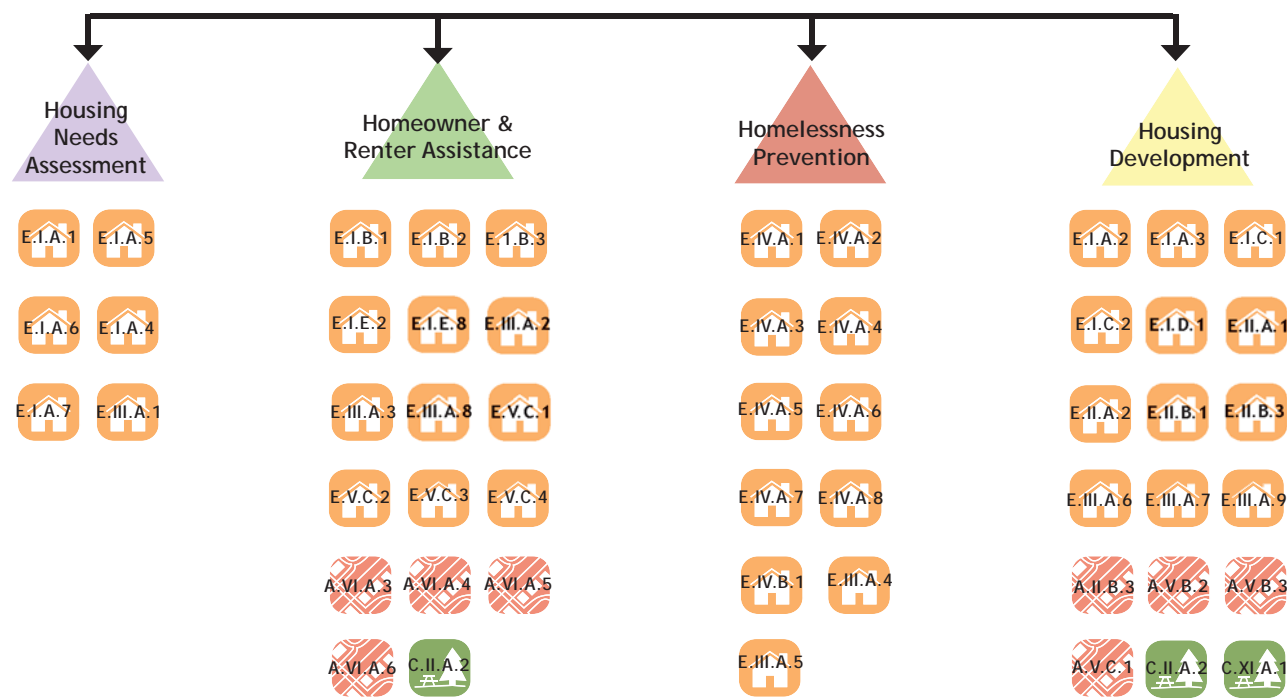 Housing
Needs
Assessment
E.I.A.1 E.I.A.5
E.I.A.6 E.I.A.4
E.I.A.7 E.III.A.1
Homeowner &
Renter Assistance
E.I.B.1 E.I.B.2 E.1.B.3
E.I.E.2 E.I.E.8 E.III.A.2
E.III.A.3 E.III.A.8 E.V.C.1
E.V.C.2 E.V.C.3 E.V.C.4
A.VI.A.3 A.VI.A.4 A.VI.A.5
A.VI.A.6 C.II.A.2
Homelessness
Prevention
E.IV.A.1 E.IV.A.2
E.IV.A.3 E.IV.A.4
E.IV.A.5 E.IV.A.6
E.IV.A.7 E.IV.A.8
E.IV.B.1 E.III.A.4
E.III.A.5
Housing
Development
E.I.A.2 E.I.A.3 E.I.C.1
E.I.C.2 E.I.D.1 E.II.A.1
E.II.A.2 E.II.B.1 E.II.B.3
E.III.A.6 E.III.A.7 E.III.A.9
A.II.B.3 A.V.B.2 A.V.B.3
A.V.C.1 C.II.A.2 C.XI.A.1